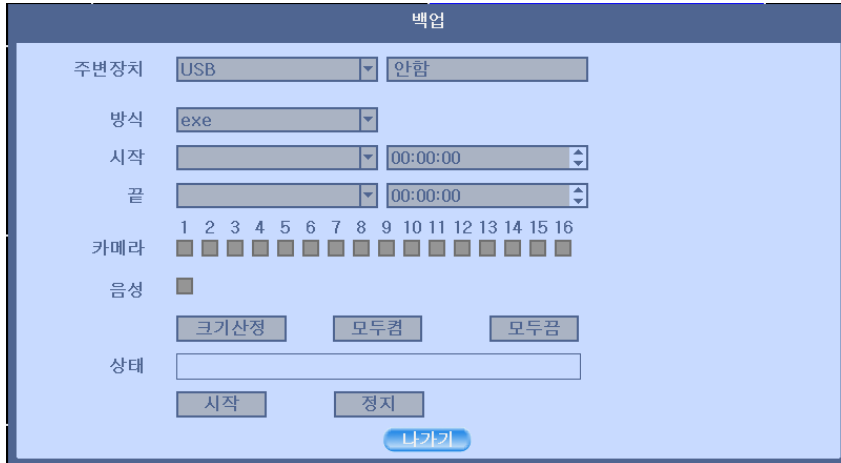 백업
주변장치 USB 안함
방식 exe
시작 00:00:00
끝 00:00:00
1 2 3 4 5 6 7 8 9 10 11 12 13 14 15 16
카메라
음성
크기산정 모두켬 모두끔
상태
시작 정지
나가기